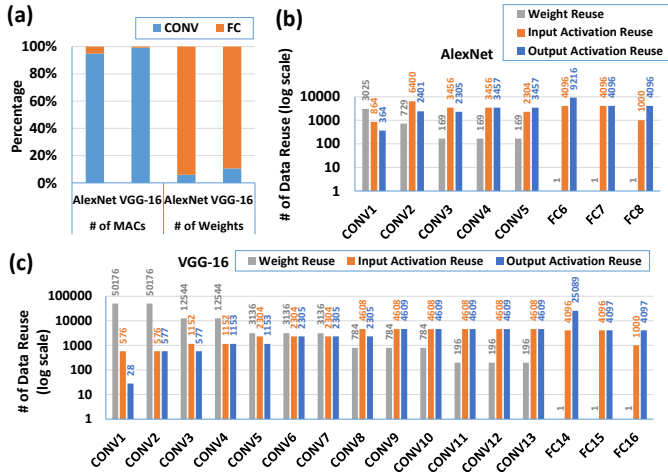 (a)
CONV FC
Percentage
100%
80%
60%
40%
20%
0%
AlexNet VGG-16 AlexNet VGG-16
# of MACs # of Weights
(b)
Weight Reuse
Input Activation Reuse
Output Activation Reuse
AlexNet
# of Data Reuse (log scale)
10000
1000
100
10
1
3025 864 364
729 6400 2401
169 3456 2305
169 3456 3457
169 2304 3457
1 4096 9216
1 4096 4096
1 1000 4096
CONV1 CONV2 CONV3 CONV4 CONV5 FC6 FC7 FC8
(c)
VGG-16
Weight Reuse Input Activation Reuse Output Activation Reuse
# of Data Reuse
(log scale)
100000
10000
1000
100
10
1
50176 576 28
50176 576 577
12544 1152 577
12544 1152 1153
3136 2304 1153
3136 2304 2305
3136 2304 2305
784 4608 2305
784 4608 4609
784 4608 4609
196 4608 4609
196 4608 4609
196 4608 4609
1 4096 25089
1 4096 4097
1 1000 4097
CONV1 CONV2 CONV3 CONV4 CONV5 CONV6 CONV7 CONV8 CONV9 CONV10 CONV11 CONV12 CONV13 FC14 FC15 FC16